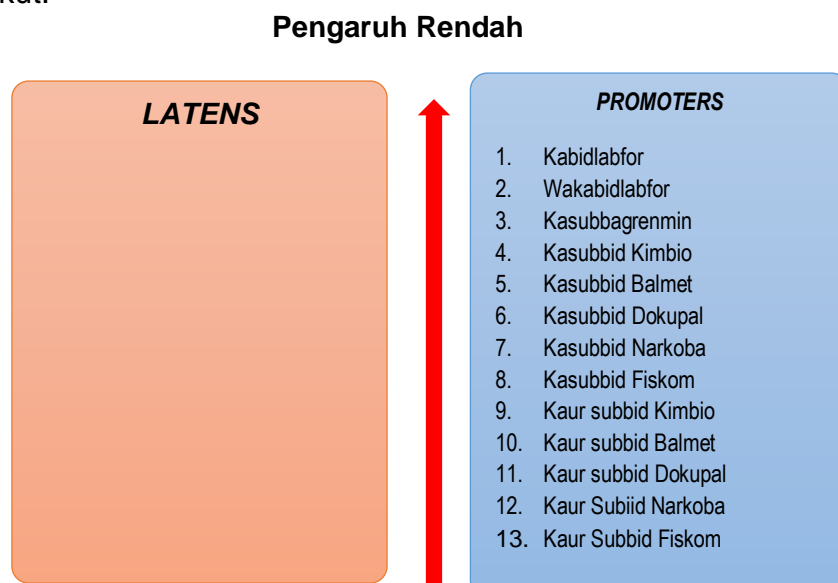 Pengaruh Rendah
LATENS
PROMOTERS
1. Kabidlabfor
2. Wakabidlabfor
3. Kasubbagrenmin
4. Kasubbid Kimbio
5. Kasubbid Balmet
6. Kasubbid Dokupal
7. Kasubbid Narkoba
8. Kasubbid Fiskom
9. Kaur subbid Kimbio
10. Kaur subbid Balmet
11. Kaur subbid Dokupal
12. Kaur Subiid Narkoba
13. Kaur Subbid Fiskom